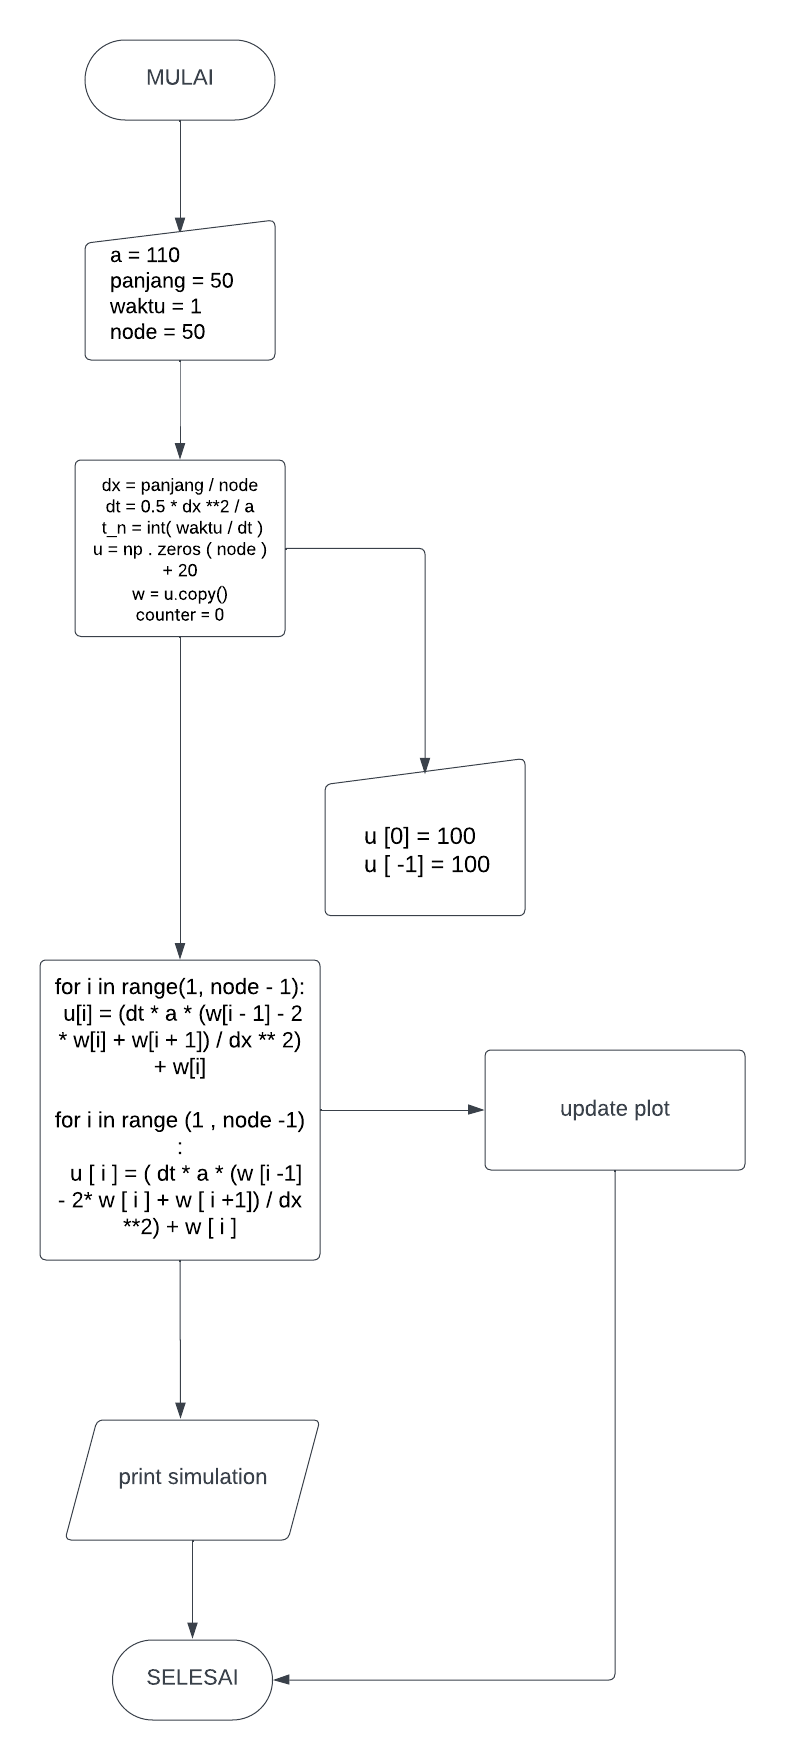 MULAI
a = 110
panjang = 50
waktu = 1
node = 50
dx = panjang / node
dt = 0.5 * dx **2 / a
t_n = int( waktu / dt )
u = np . zeros ( node )
+ 20
w = u.copy()
counter = 0
u [0] = 100
u [ -1] = 100
for i in range(1, node - 1):
u[i] = (dt * a * (w[i - 1] - 2
* w[i] + w[i + 1]) / dx ** 2)
+ w[i]
for i in range (1 , node -1)
:
u [ i ] = ( dt * a * (w [i -1]
- 2* w [ i ] + w [ i +1]) / dx
**2) + w [ i ]
update plot
print simulation
SELESAI